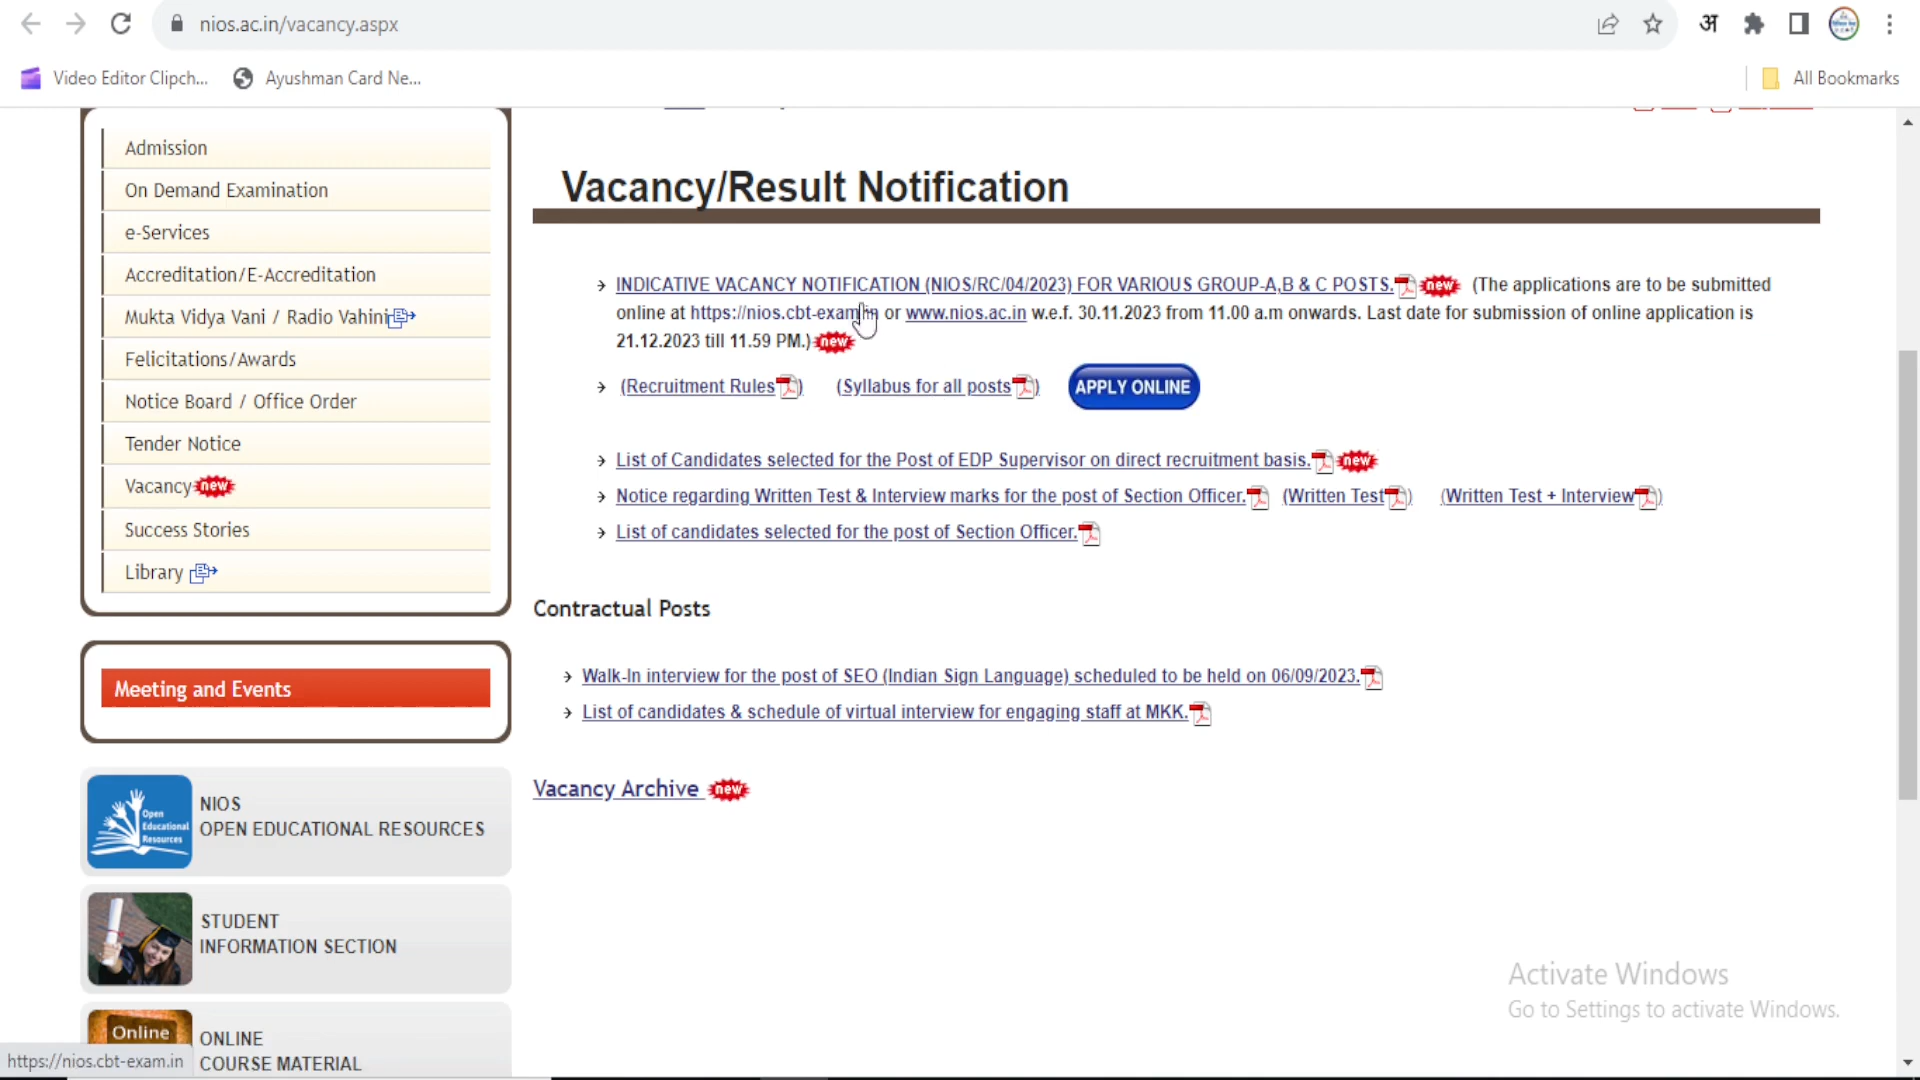 nios.ac.in/vacancy.aspx
अ
Video Editor Clipch...
Ayushman Card Ne...
All Bookmarks
Admission
On Demand Examination
e-Services
Accreditation/E-Accreditation
Mukta Vidya Vani / Radio Vahini
Felicitations/Awards
Notice Board / Office Order
Tender Notice
Vacancy new
Success Stories
Library
Meeting and Events
Open Educational Resources
NIOS
OPEN EDUCATIONAL RESOURCES
STUDENT
INFORMATION SECTION
Online
ONLINE
COURSE MATERIAL
https://nios.cbt-exam.in
Vacancy/Result Notification
INDICATIVE VACANCY NOTIFICATION (NIOS/RC/04/2023) FOR VARIOUS GROUP-A,B & C POSTS. new (The applications are to be submitted
online at https://nios.cbt-exam.in or www.nios.ac.in w.e.f. 30.11.2023 from 11.00 a.m onwards. Last date for submission of online application is
21.12.2023 till 11.59 PM.) new
(Recruitment Rules) (Syllabus for all posts) APPLY ONLINE
List of Candidates selected for the Post of EDP Supervisor on direct recruitment basis. new
Notice regarding Written Test & Interview marks for the post of Section Officer. (Written Test) (Written Test + Interview)
List of candidates selected for the post of Section Officer.
Contractual Posts
Walk-In interview for the post of SEO (Indian Sign Language) scheduled to be held on 06/09/2023.
List of candidates & schedule of virtual interview for engaging staff at MKK.
Vacancy Archive new
Activate Windows
Go to Settings to activate Windows.